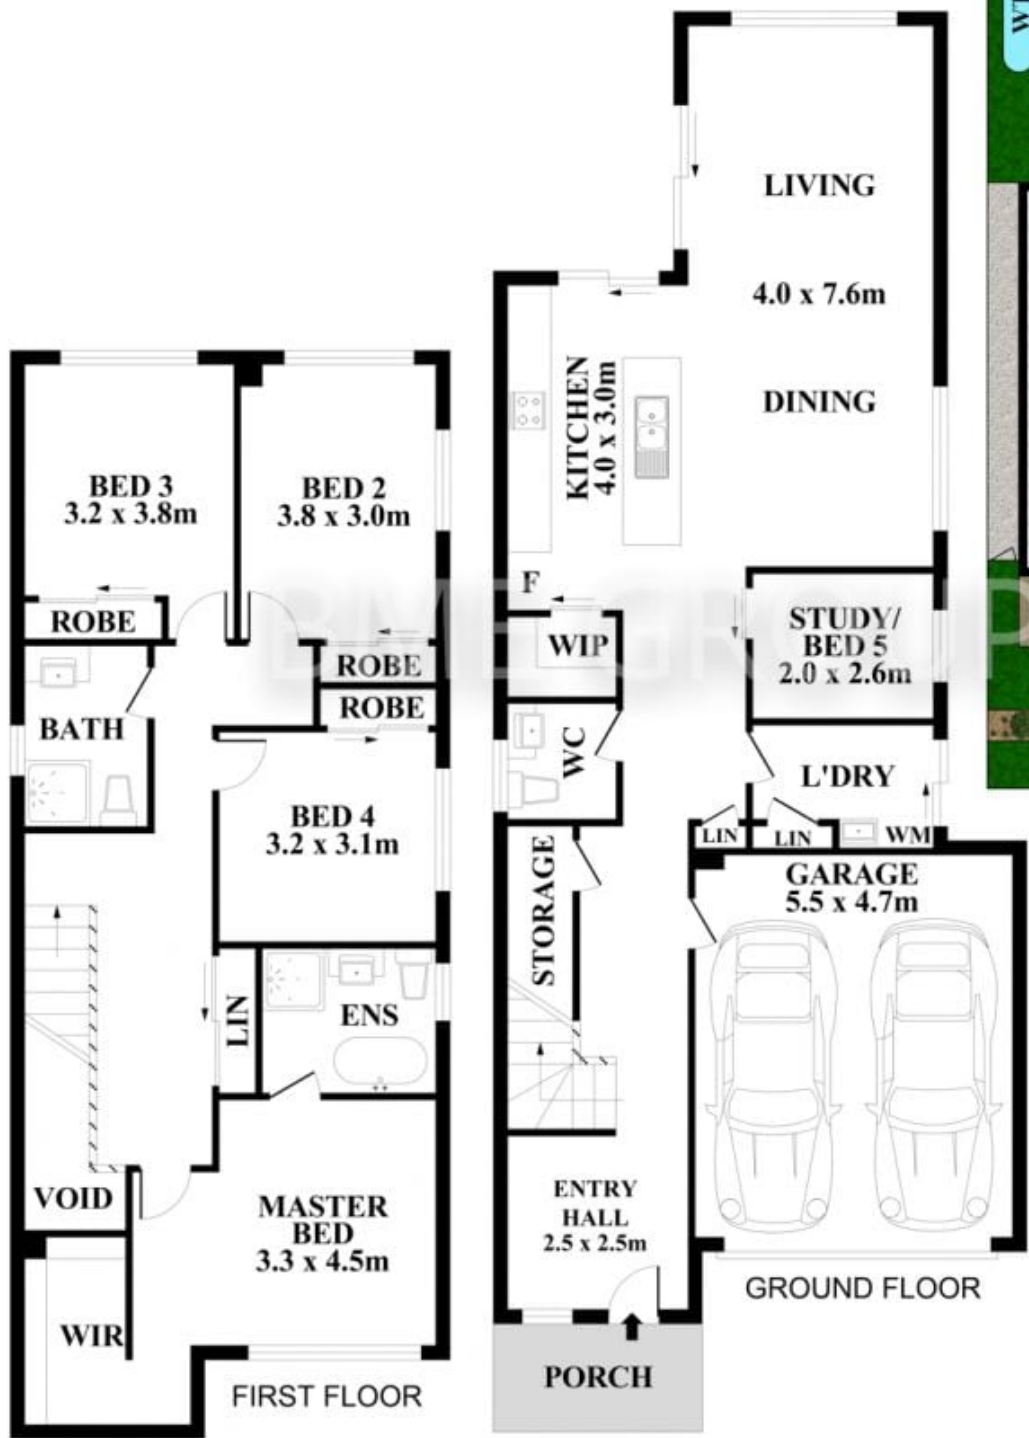 BED 3
3.2 x 3.8m
BED 2
3.8 x 3.0m
ROBE
ROBE
ROBE
BATH
BED 4
3.2 x 3.1m
LIN
ENS
VOID
MASTER
BED
3.3 x 4.5m
WIR
FIRST FLOOR
LIVING
4.0 x 7.6m
DINING
KITCHEN
4.0 x 3.0m
F
WIP
STUDY/
BED 5
2.0 x 2.6m
WC
L'DRY
LIN
LIN
WM
STORAGE
GARAGE
5.5 x 4.7m
ENTRY
HALL
2.5 x 2.5m
GROUND FLOOR
PORCH
BME GROUP